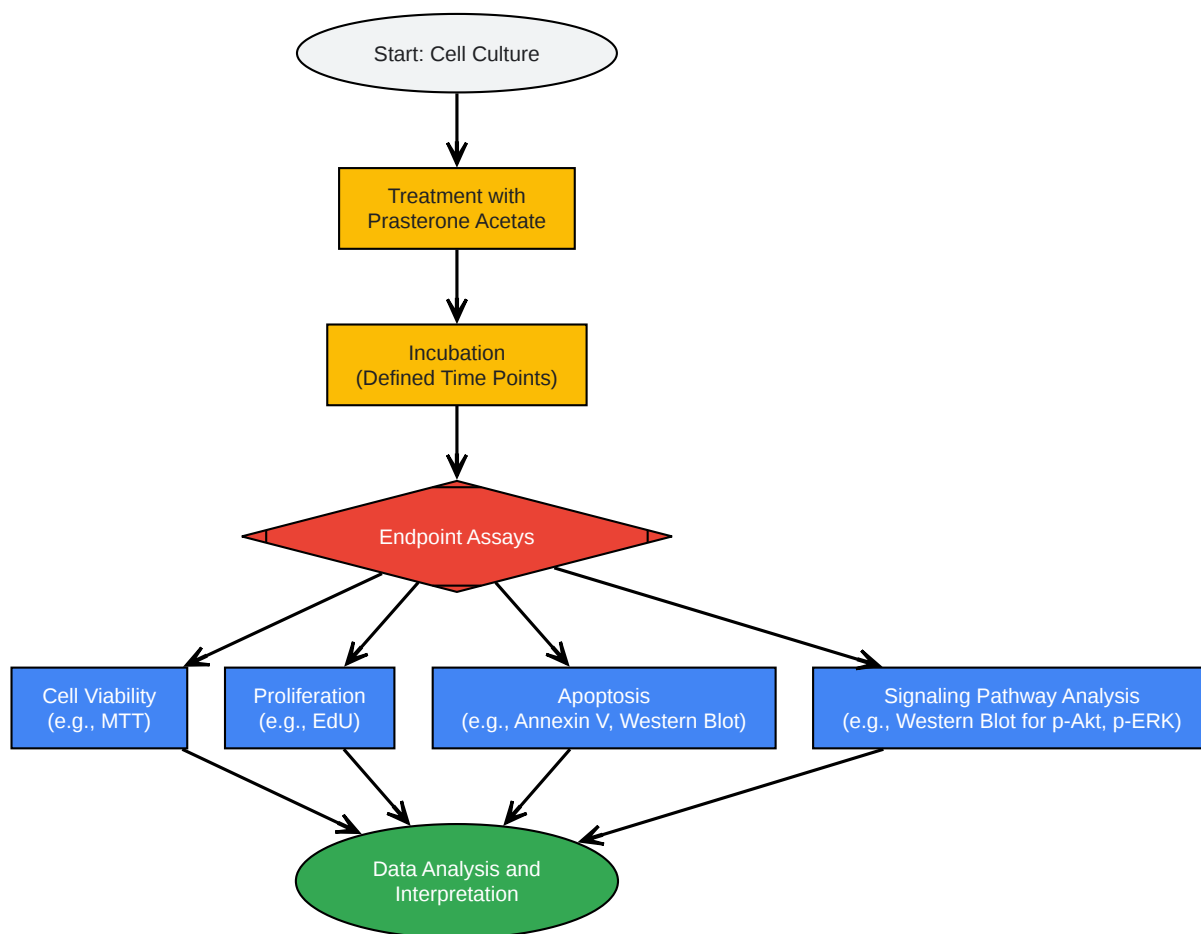 Start: Cell Culture
Treatment with
Prasterone Acetate
Incubation
(Defined Time Points)
Endpoint Assays
Cell Viability
(e.g., MTT)
Proliferation
(e.g., EdU)
Apoptosis
(e.g., Annexin V, Western Blot)
Signaling Pathway Analysis
(e.g., Western Blot for p-Akt, p-ERK)
Data Analysis and
Interpretation